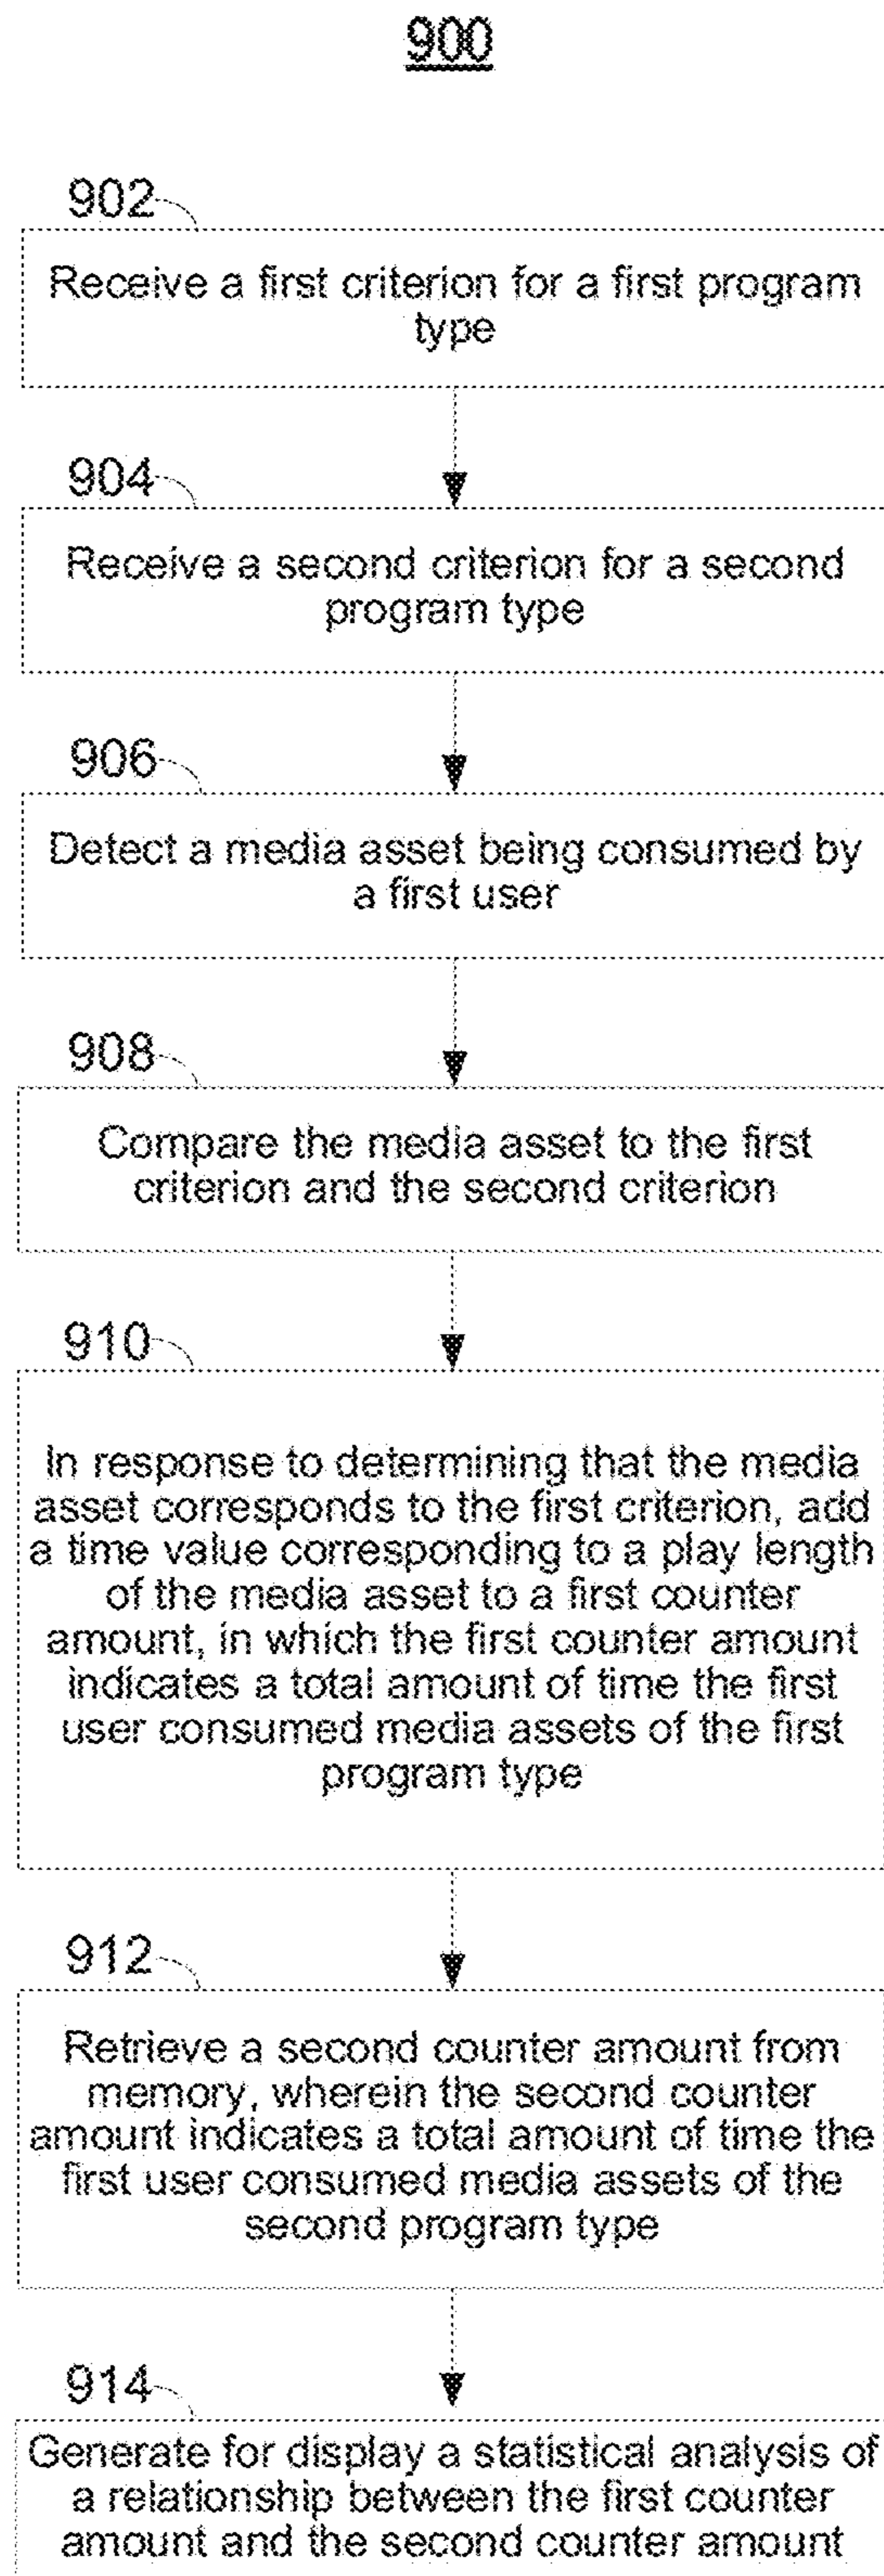 900
902
Receive a first criterion for a first program
type
904
Receive a second criterion for a second
program type
906
Detect a media asset being consumed by
a first user
908
Compare the media asset to the first
criterion and the second criterion
910
In response to determining that the media
asset corresponds to the first criterion, add
a time value corresponding to a play length
of the media asset to a first counter
amount, in which the first counter amount
indicates a total amount of time the first
user consumed media assets of the first
program type
912
Retrieve a second counter amount from
memory, wherein the second counter
amount indicates a total amount of time the
first user consumed media assets of the
second program type
914
Generate for display a statistical analysis of
a relationship between the first counter
amount and the second counter amount